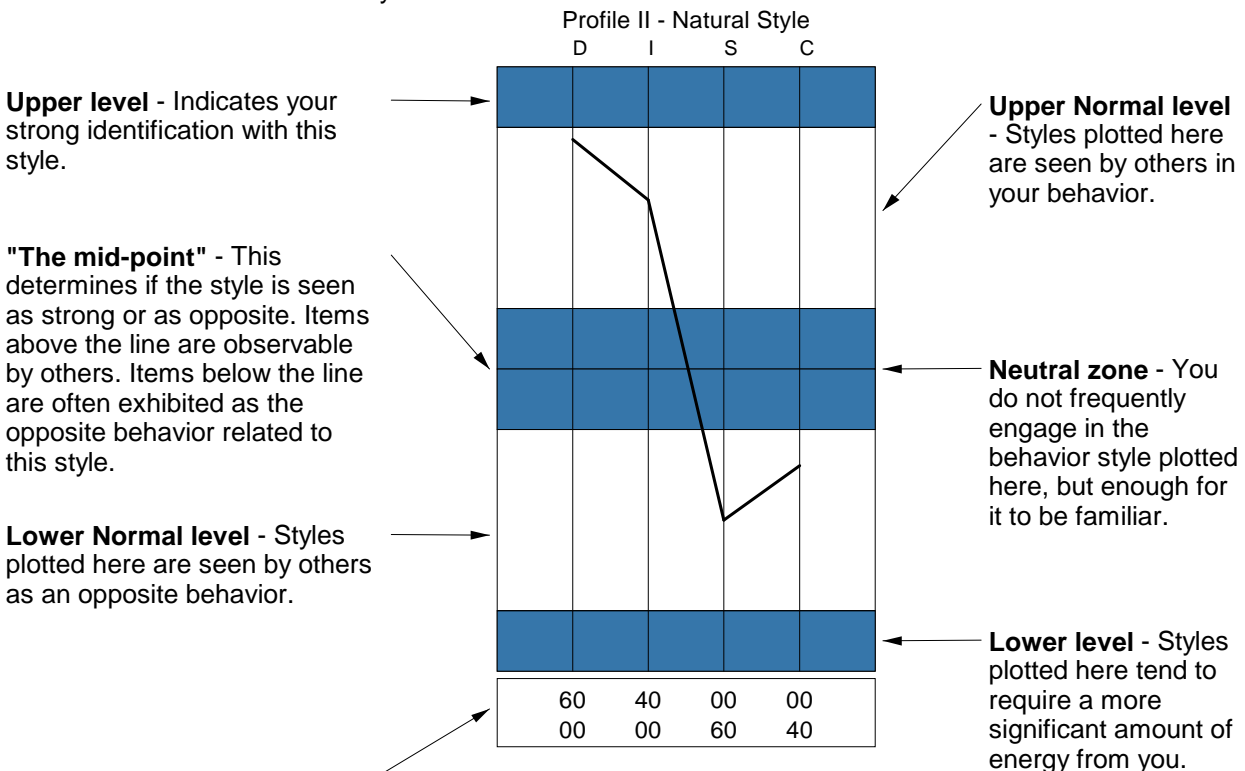 Profile II - Natural Style
D I S C
Upper level - Indicates your
strong identification with this
style.
"The mid-point" - This
determines if the style is seen
as strong or as opposite. Items
above the line are observable
by others. Items below the line
are often exhibited as the
opposite behavior related to
this style.
Lower Normal level - Styles
plotted here are seen by others
as an opposite behavior.
Upper Normal level
- Styles plotted here
are seen by others in
your behavior.
Neutral zone - You
do not frequently
engage in the
behavior style plotted
here, but enough for
it to be familiar.
Lower level - Styles
plotted here tend to
require a more
significant amount of
energy from you.
60 40 00 00
00 00 60 40